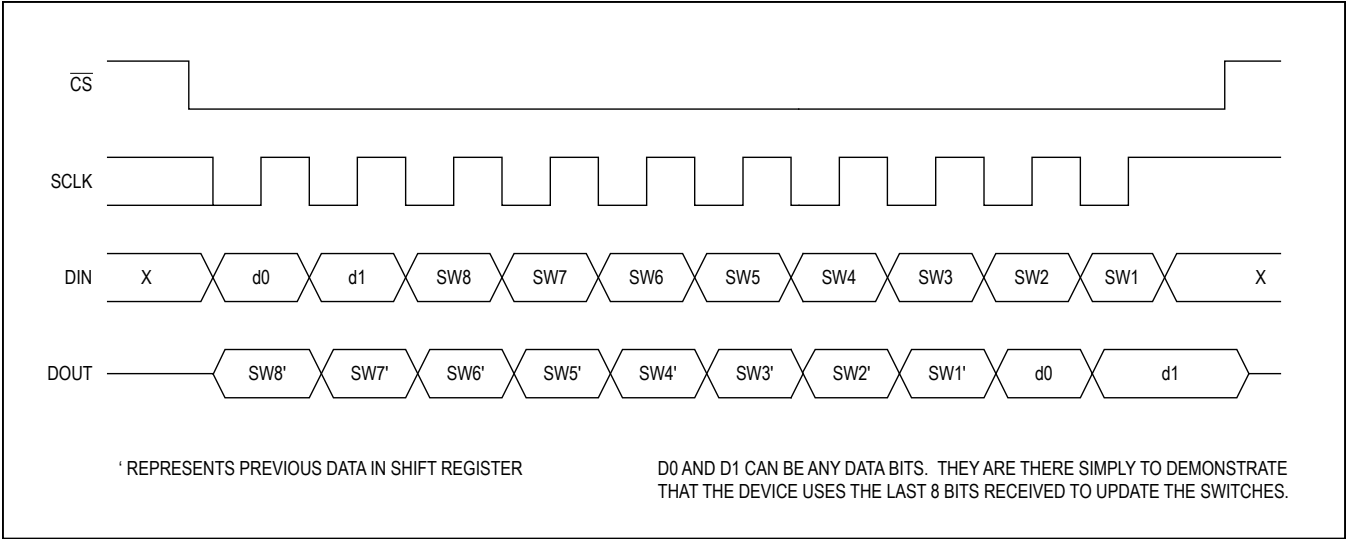 CS
SCLK
DIN X d0 d1 SW8 SW7 SW6 SW5 SW4 SW3 SW2 SW1 X
DOUT SW8' SW7' SW6' SW5' SW4' SW3' SW2' SW1' d0 d1
‘ REPRESENTS PREVIOUS DATA IN SHIFT REGISTER
D0 AND D1 CAN BE ANY DATA BITS. THEY ARE THERE SIMPLY TO DEMONSTRATE
THAT THE DEVICE USES THE LAST 8 BITS RECEIVED TO UPDATE THE SWITCHES.